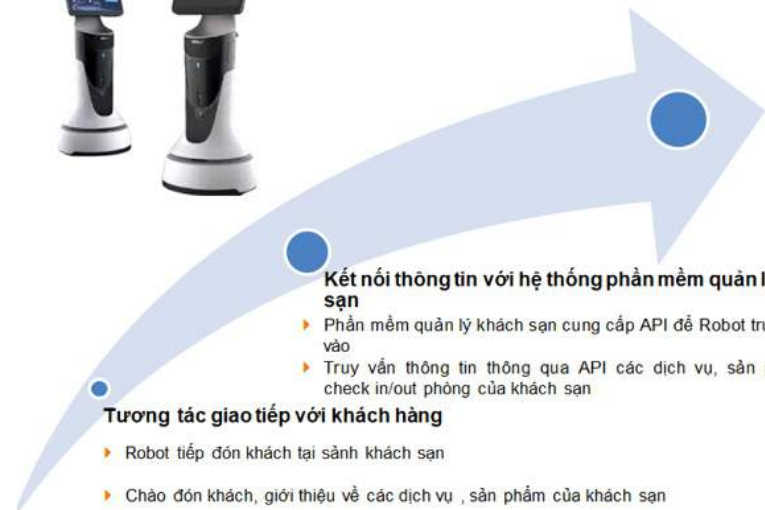 Kết nối thông tin với hệ thống phần mềm quản
sạn
Phần mềm quản lý khách sạn cung cấp API để Robot
vào
Truy vấn thông tin thông qua API các dịch vụ, sản
check in/out phòng của khách sạn
Tương tác giao tiếp với khách hàng
Robot tiếp đón khách tại sảnh khách sạn
Chào đón khách, giới thiệu về các dịch vụ , sản phẩm của khách sạn